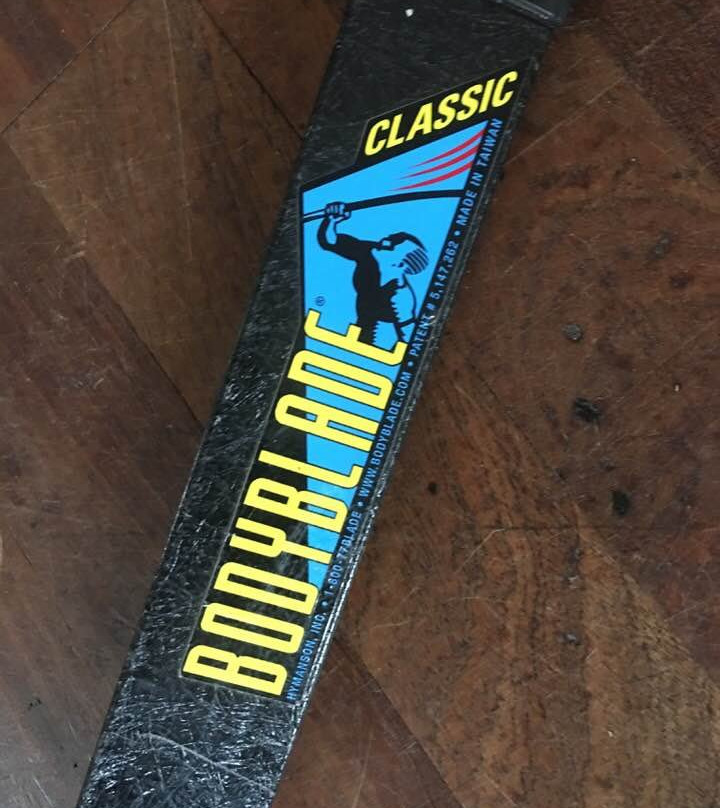 CLASSIC
BODYBLADE®
HYMANSON, INC. • 1-800-77BLADE • WWW.BODYBLADE.COM • PATENT # 5,147,262 • MADE IN TAIWAN